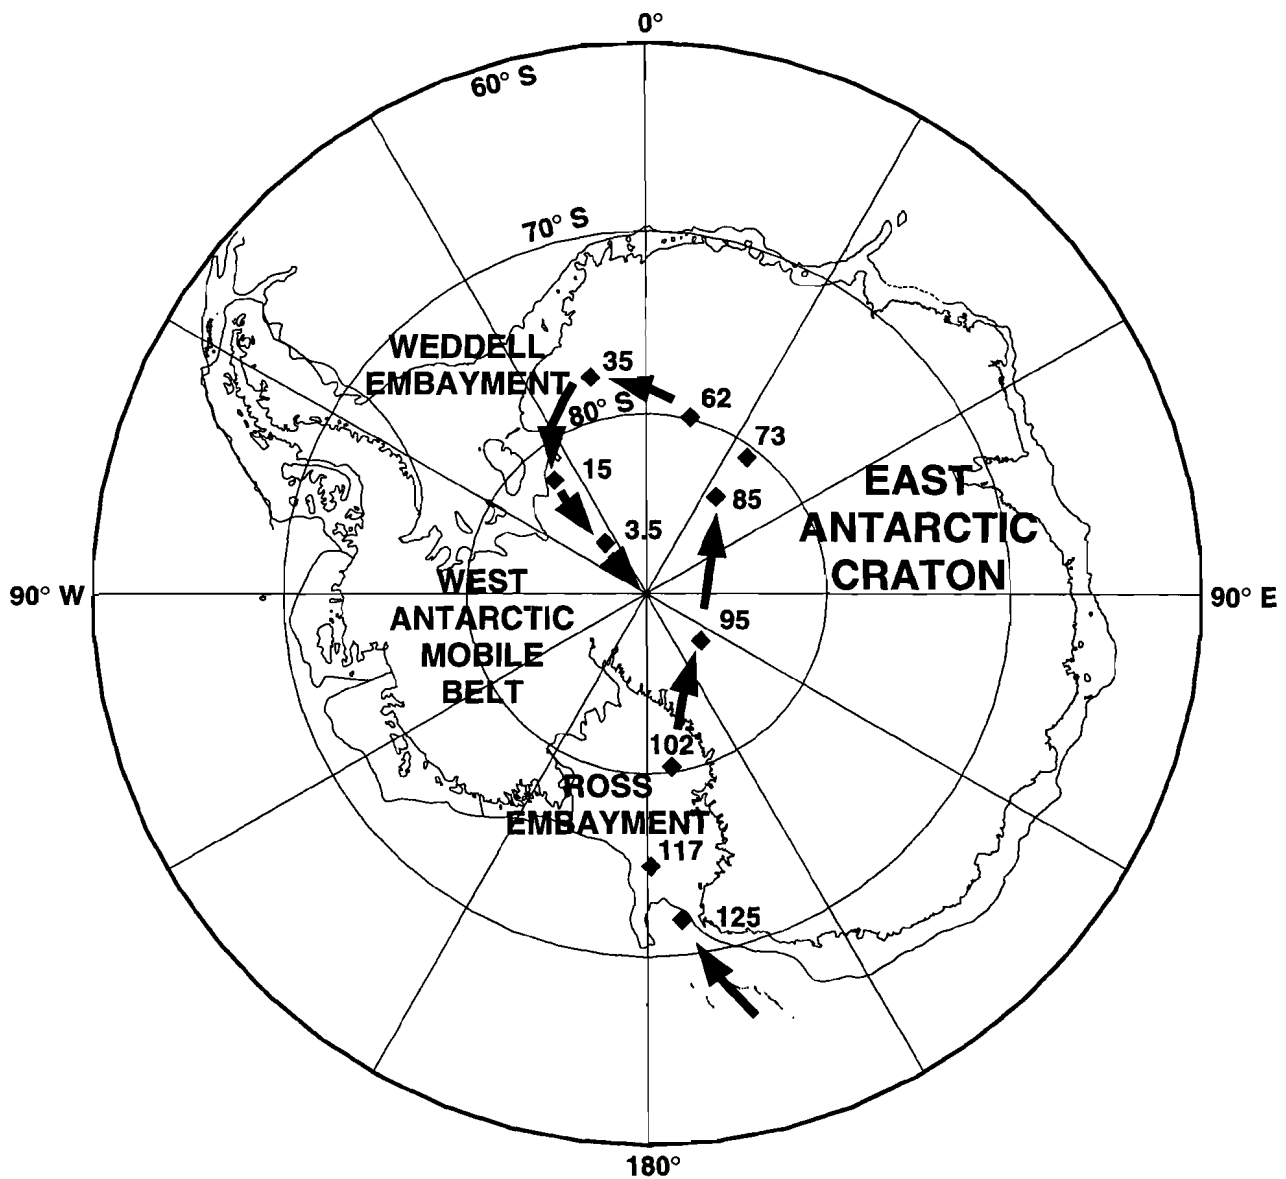 0°
60° S
70° S
WEDDELL
EMBAYMENT
35
80° S
62
73
15
85
EAST
ANTARCTIC
CRATON
3.5
90° W
WEST
ANTARCTIC
MOBILE
BELT
90° E
95
102
ROSS
EMBAYMENT
117
125
180°